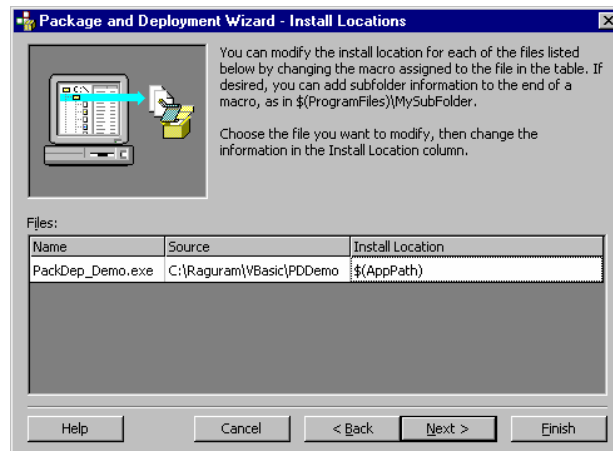 Package and Deployment Wizard - Install Locations
You can modify the install location for each of the files listed
below by changing the macro assigned to the file in the table. If
desired, you can add subfolder information to the end of a
macro, as in $(ProgramFiles)\MySubFolder.
Choose the file you want to modify, then change the
information in the Install Location column.
Files:
Name Source Install Location
PackDep_Demo.exe C:\Raguram\VBasic\PDDemo $(AppPath)
Help Cancel < Back Next > Finish